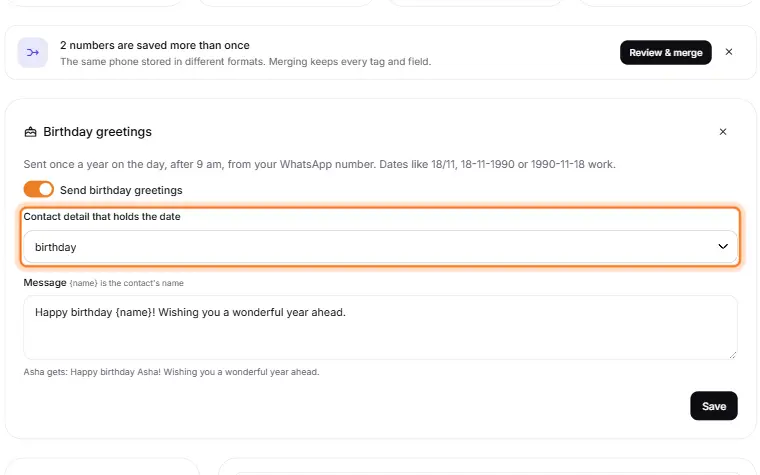 2 numbers are saved more than once
The same phone stored in different formats. Merging keeps every tag and field.
Review & merge
Birthday greetings
Sent once a year on the day, after 9 am, from your WhatsApp number. Dates like 18/11, 18-11-1990 or 1990-11-18 work.
Send birthday greetings
Contact detail that holds the date
birthday
Message {name} is the contact's name
Happy birthday {name}! Wishing you a wonderful year ahead.
Asha gets: Happy birthday Asha! Wishing you a wonderful year ahead.
Save